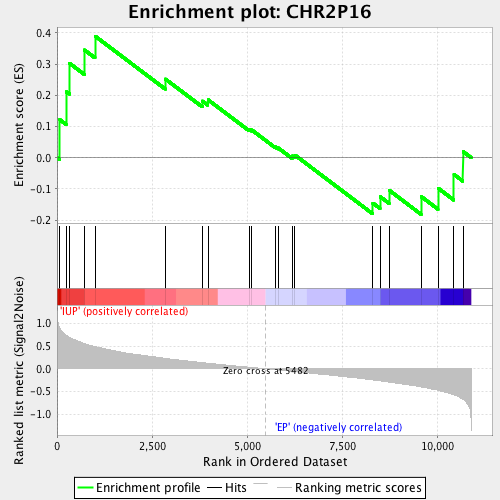 Enrichment plot: CHR2P16
Enrichment score (ES)
0.4
0.3
0.2
0.1
0.0
-0.1
-0.2
'IUP' (positively correlated)
Ranked list metric (Signal2Noise)
1.0
0.5
0.0
-0.5
-1.0
Zero cross at 5482
'EP' (negatively correlated)
0
2,500
5,000
7,500
10,000
Rank in Ordered Dataset
Enrichment profile
Hits
Ranking metric scores